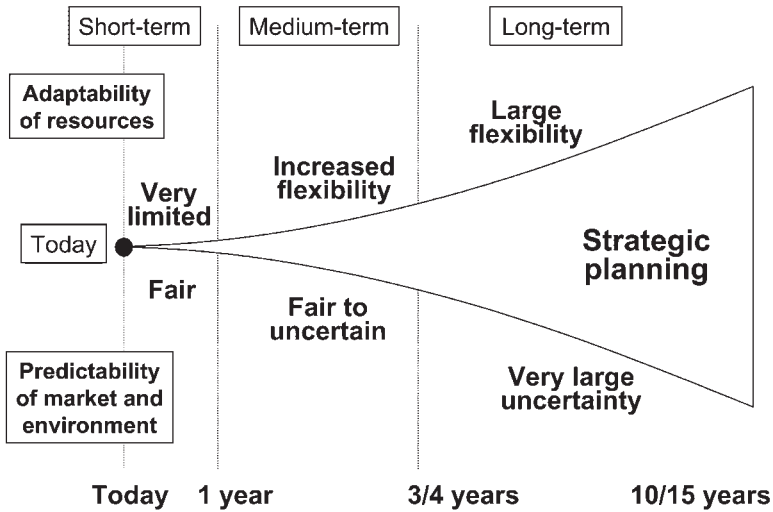 Short-term
Medium-term
Long-term
Adaptability
of resources
Large
flexibility
Increased
flexibility
Very
limited
Today
Strategic
planning
Fair
Fair to
uncertain
Predictability
of market and
environment
Very large
uncertainty
Today
1 year
3/4 years
10/15 years